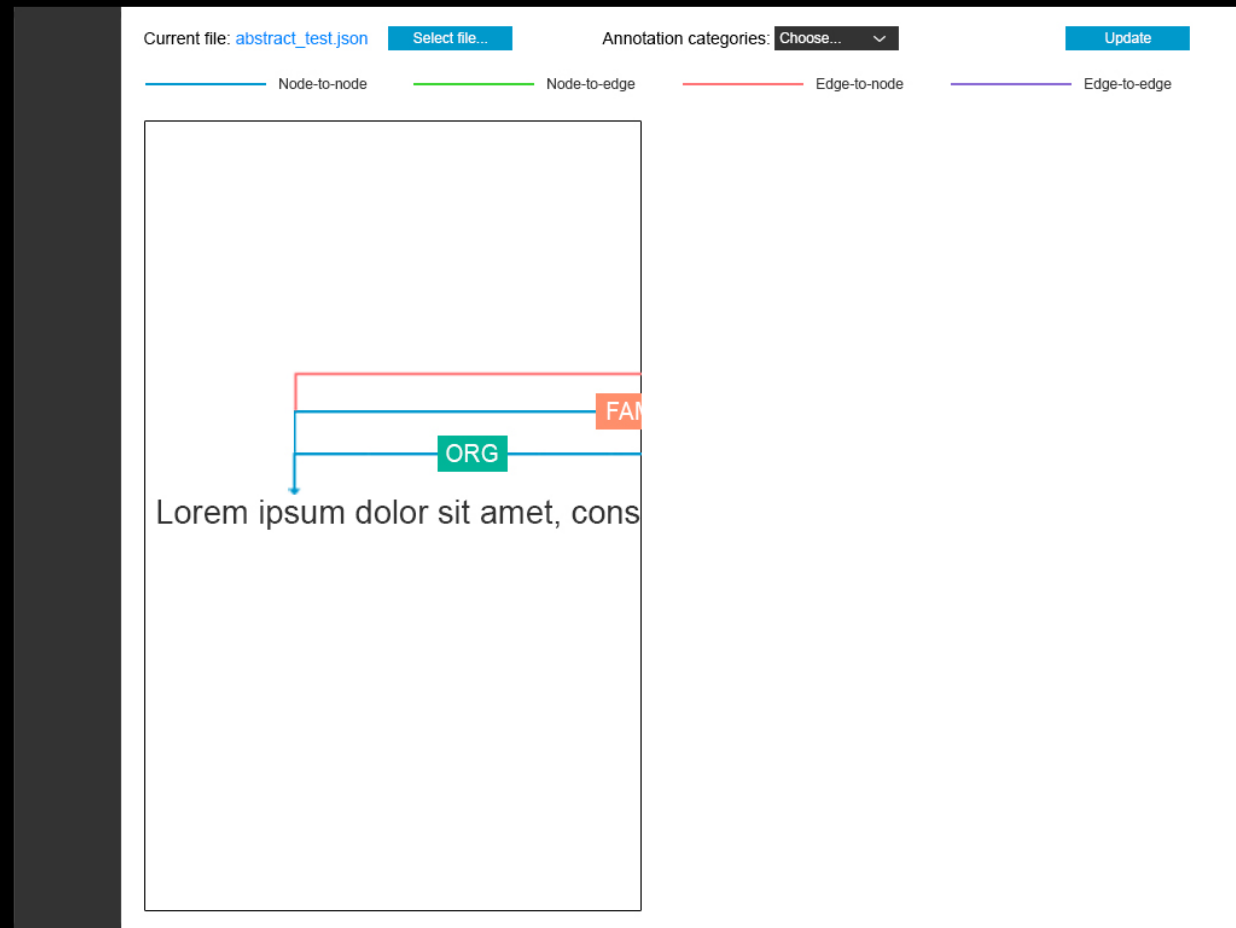 Current file: abstract_test.json Select file... Annotation categories: Choose... Update
Node-to-node Node-to-edge Edge-to-node Edge-to-edge
FAM
ORG
Lorem ipsum dolor sit amet, cons